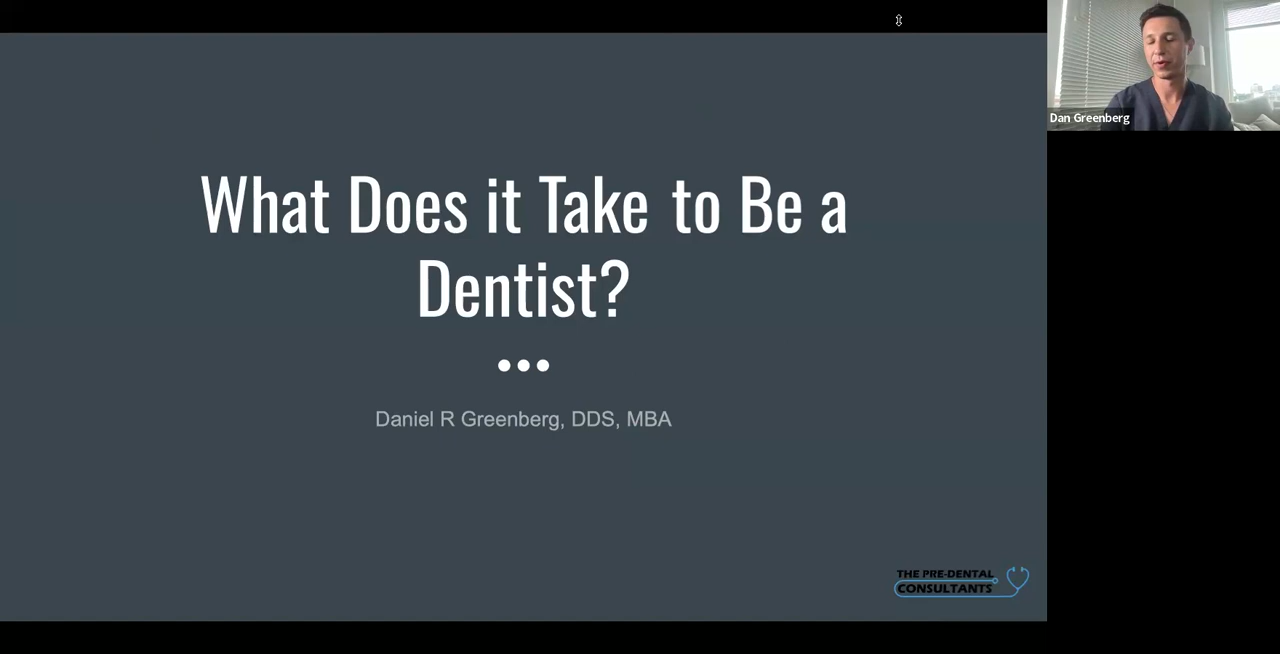 What Does it Take to Be a
Dentist?
Daniel R Greenberg, DDS, MBA
THE PRE-DENTAL
CONSULTANTS
Dan Greenberg